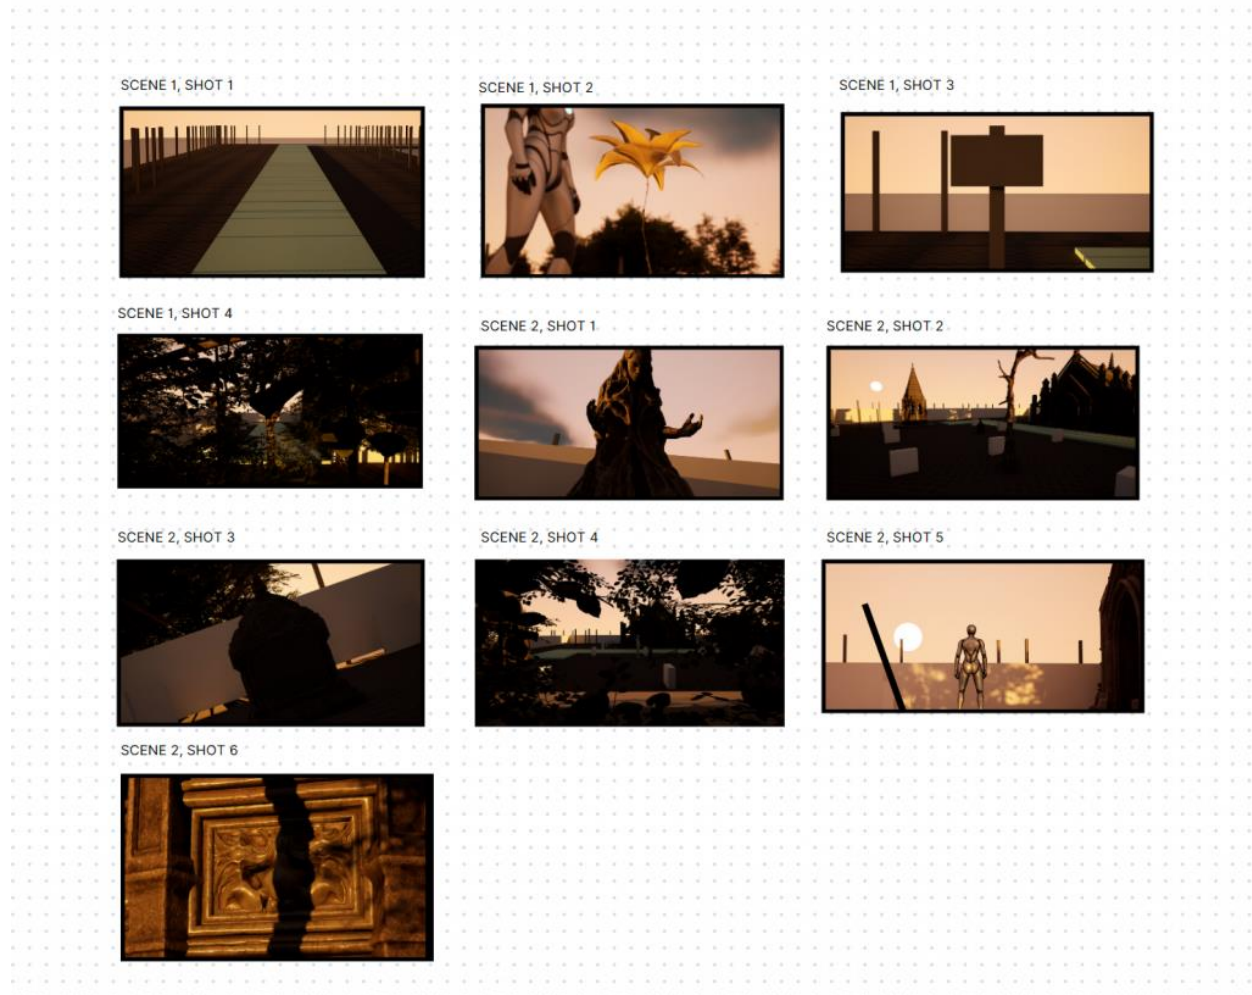 SCENE 1, SHOT 1
SCENE 1, SHOT 2
SCENE 1, SHOT 3
SCENE 1, SHOT 4
SCENE 2, SHOT 1
SCENE 2, SHOT 2
SCENE 2, SHOT 3
SCENE 2, SHOT 4
SCENE 2, SHOT 5
SCENE 2, SHOT 6